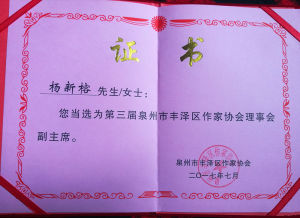 证书
杨新榕 先生/女士：
您当选为第三届泉州市丰泽区作家协会理事会
副主席。
泉州市丰泽区作家协会
二〇一七年七月